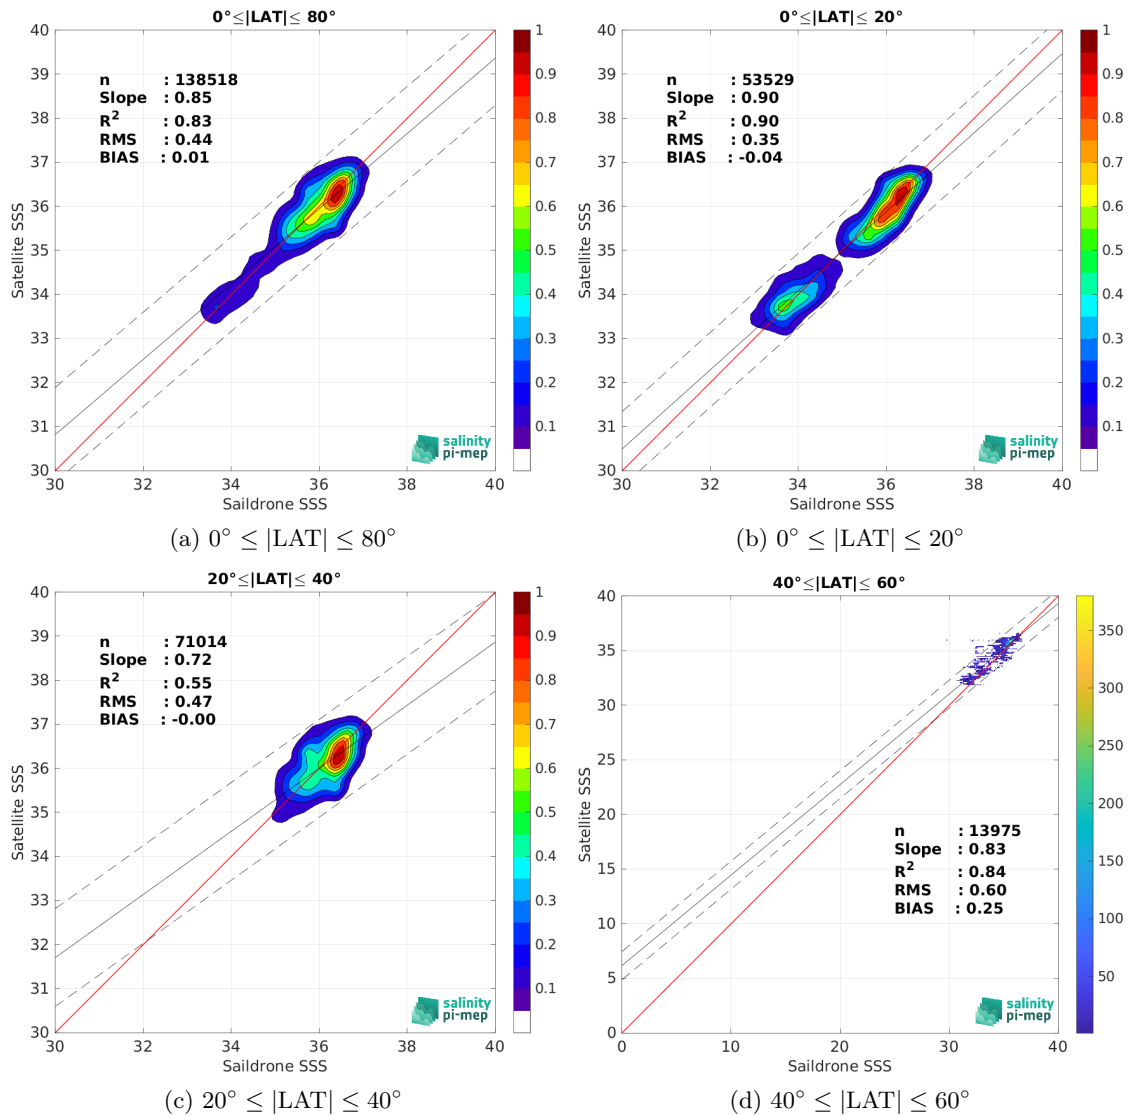 0°≤|LAT|≤ 80°
40
39
38
37
36
35
34
33
32
31
30
30 32 34 36 38 40
Satellite SSS
Saildrone SSS
n : 138518
Slope : 0.85
R² : 0.83
RMS : 0.44
BIAS : 0.01
1
0.9
0.8
0.7
0.6
0.5
0.4
0.3
0.2
0.1
salinity
pi-mep
(a) 0° ≤ |LAT| ≤ 80°
0°≤|LAT|≤ 20°
40
39
38
37
36
35
34
33
32
31
30
30 32 34 36 38 40
Satellite SSS
Saildrone SSS
n : 53529
Slope : 0.90
R² : 0.90
RMS : 0.35
BIAS : -0.04
1
0.9
0.8
0.7
0.6
0.5
0.4
0.3
0.2
0.1
salinity
pi-mep
(b) 0° ≤ |LAT| ≤ 20°
20°≤|LAT|≤ 40°
40
39
38
37
36
35
34
33
32
31
30
30 32 34 36 38 40
Satellite SSS
Saildrone SSS
n : 71014
Slope : 0.72
R² : 0.55
RMS : 0.47
BIAS : -0.00
1
0.9
0.8
0.7
0.6
0.5
0.4
0.3
0.2
0.1
salinity
pi-mep
(c) 20° ≤ |LAT| ≤ 40°
40°≤|LAT|≤ 60°
40
35
30
25
20
15
10
5
0
0 10 20 30 40
Satellite SSS
Saildrone SSS
n : 13975
Slope : 0.83
R² : 0.84
RMS : 0.60
BIAS : 0.25
350
300
250
200
150
100
50
salinity
pi-mep
(d) 40° ≤ |LAT| ≤ 60°